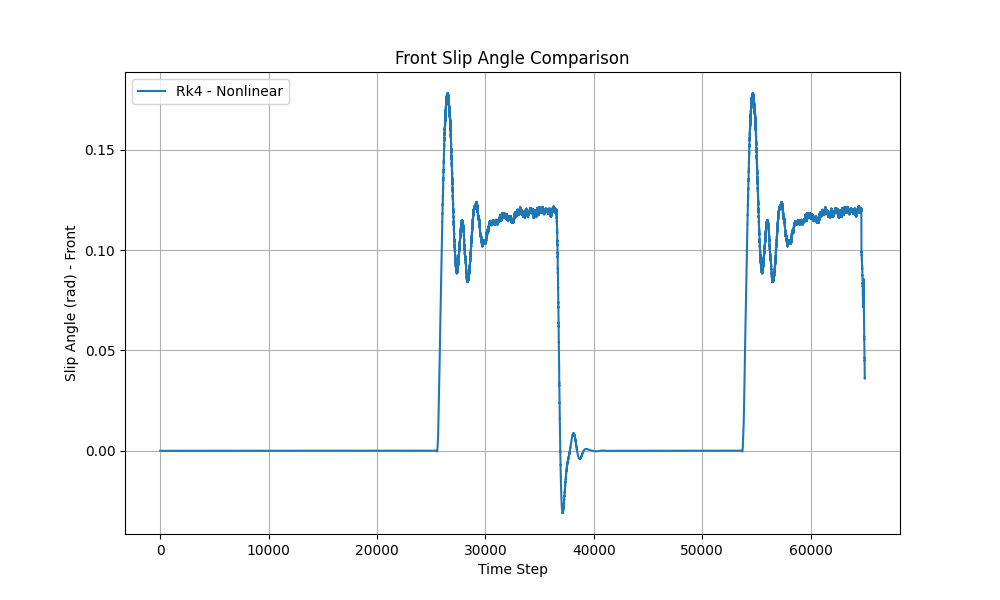 Front Slip Angle Comparison
Rk4 - Nonlinear
Slip Angle (rad) - Front
0.15
0.10
0.05
0.00
0 10000 20000 30000 40000 50000 60000
Time Step